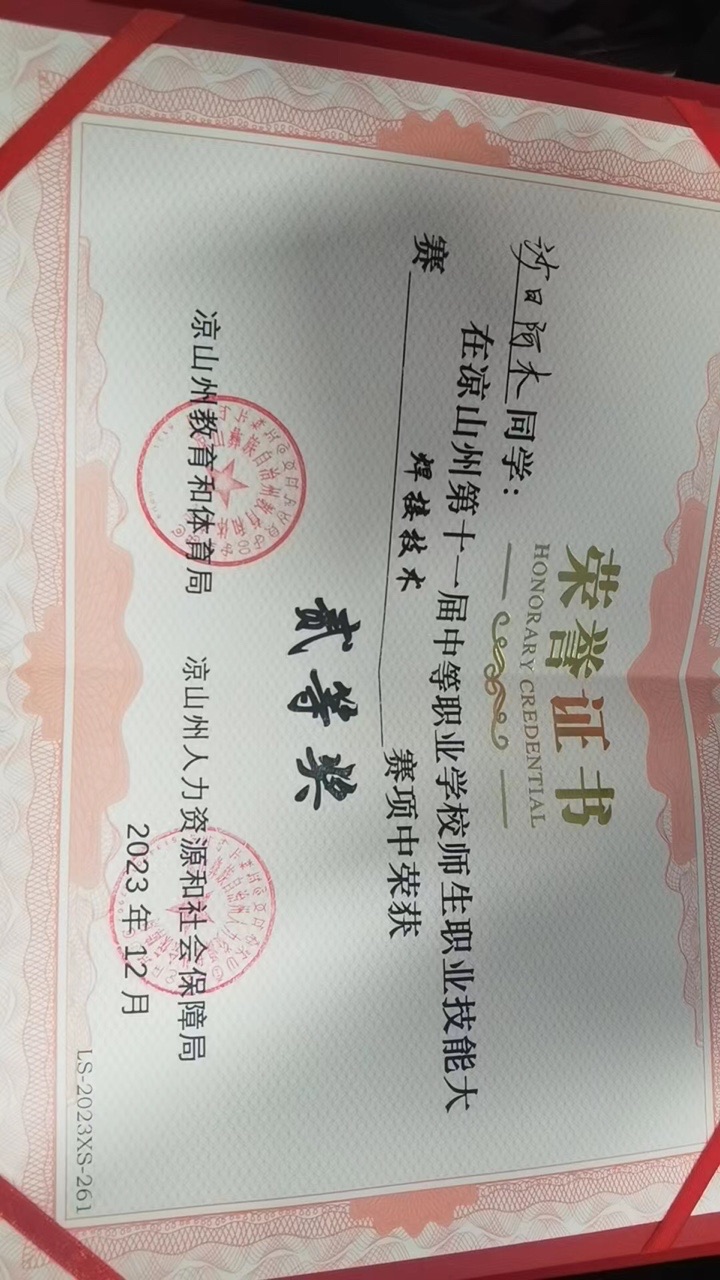 荣誉证书
HONORARY CREDENTIAL
沙日阿木同学：
在凉山州第十一届中等职业学校师生职业技能大
赛 焊接技术 赛项中荣获
贰等奖
凉山州教育和体育局 凉山州人力资源和社会保障局
2023年12月
LS-2023XS-261